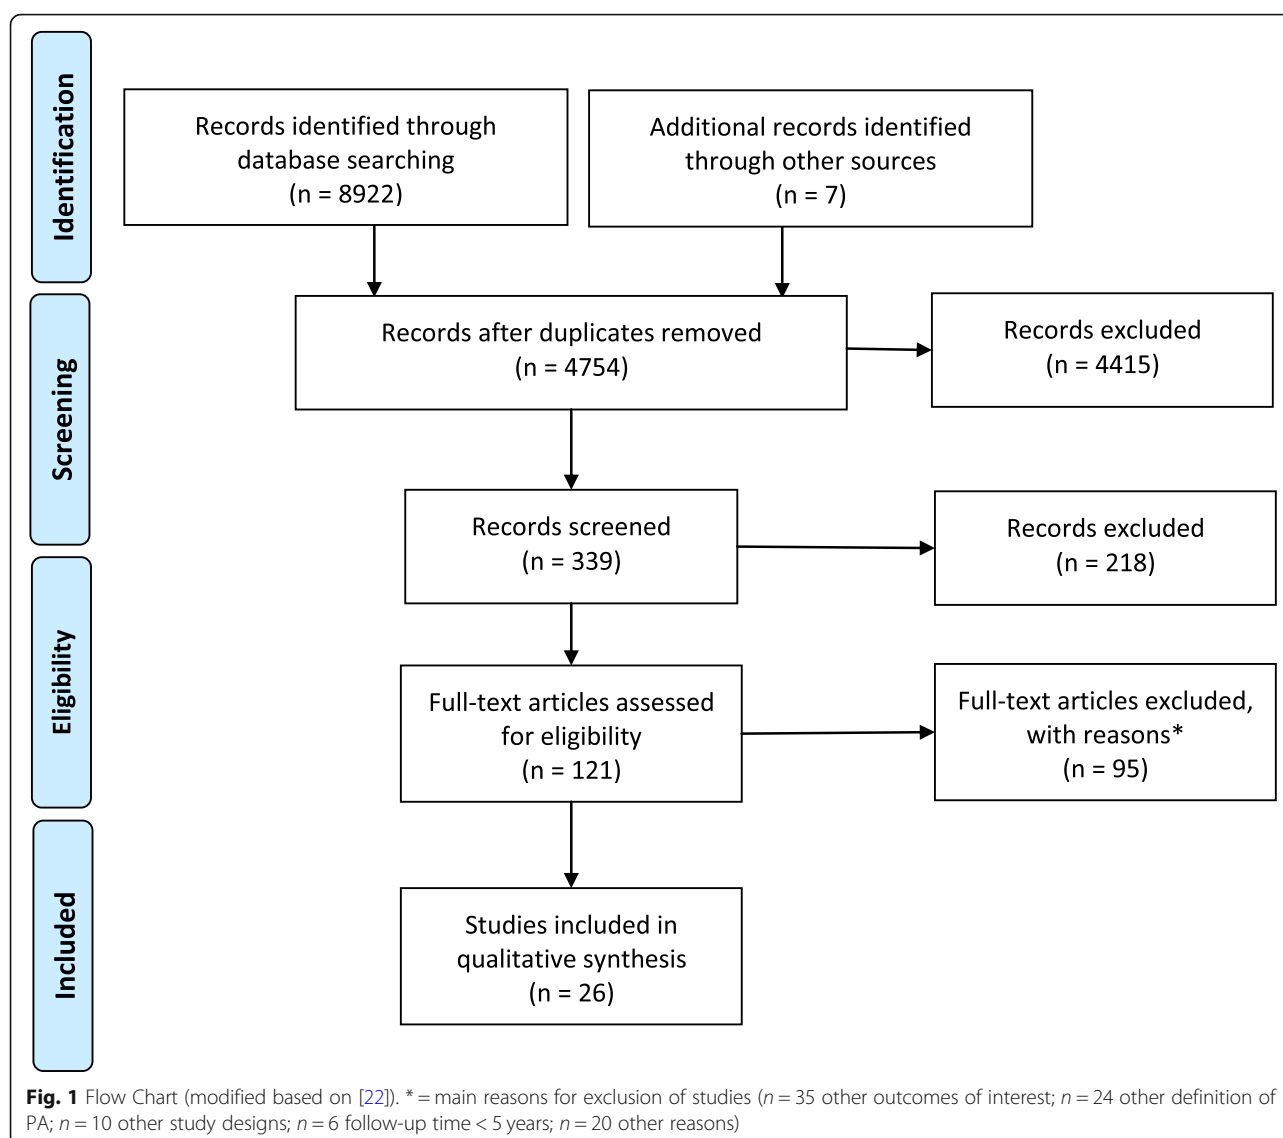 Identification
Records identified through
database searching
(n = 8922)
Additional records identified
through other sources
(n = 7)
Screening
Records after duplicates removed
(n = 4754)
Records excluded
(n = 4415)
Records screened
(n = 339)
Records excluded
(n = 218)
Eligibility
Full-text articles assessed
for eligibility
(n = 121)
Full-text articles excluded,
with reasons*
(n = 95)
Included
Studies included in
qualitative synthesis
(n = 26)
Fig. 1 Flow Chart (modified based on [22]). * = main reasons for exclusion of studies (n = 35 other outcomes of interest; n = 24 other definition of
PA; n = 10 other study designs; n = 6 follow-up time < 5 years; n = 20 other reasons)